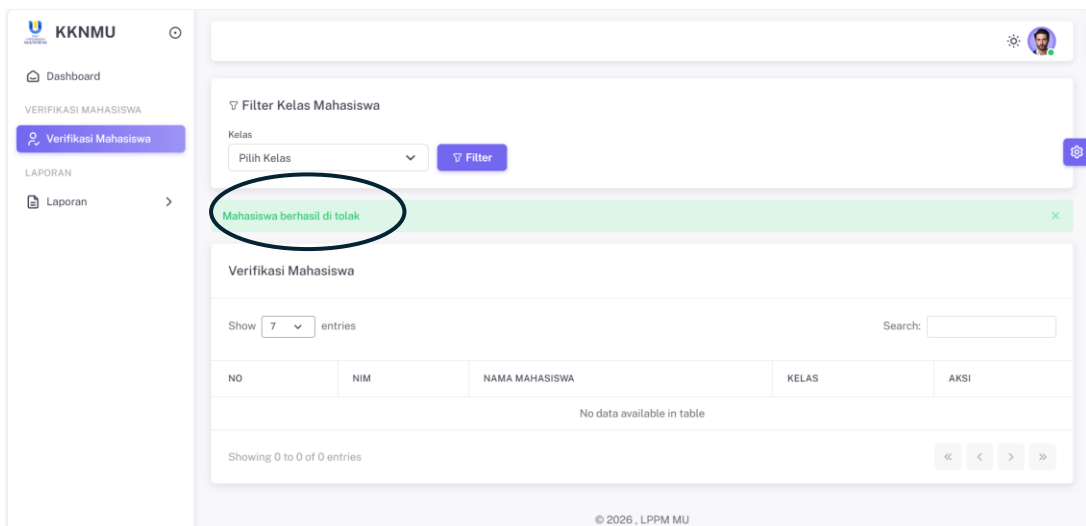 KKNMU
Dashboard
VERIFIKASI MAHASISWA
Verifikasi Mahasiswa
LAPORAN
Laporan
Filter Kelas Mahasiswa
Kelas
Pilih Kelas
Filter
Mahasiswa berhasil di tolak
Verifikasi Mahasiswa
Show 7 entries
Search:
NO NIM NAMA MAHASISWA KELAS AKSI
No data available in table
Showing 0 to 0 of 0 entries
© 2026 , LPPM MU